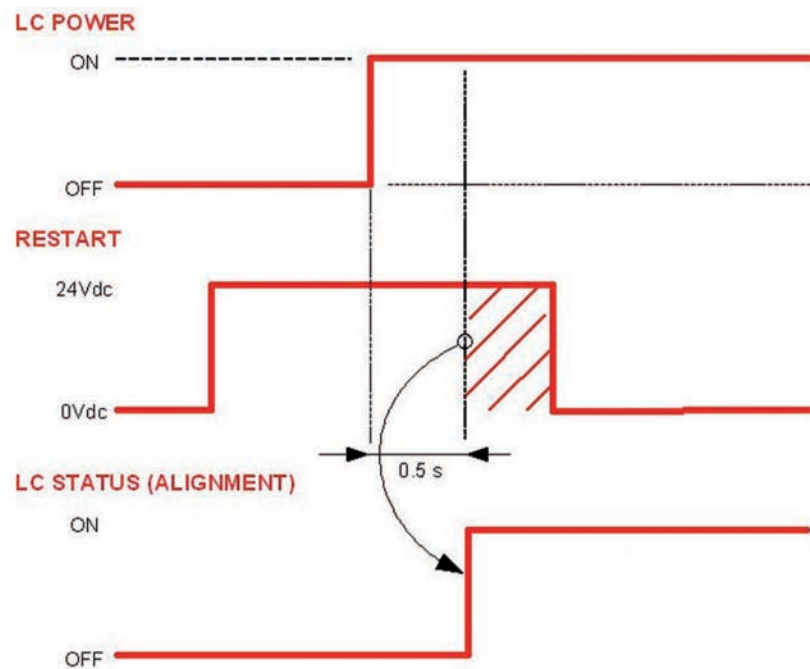 LC POWER
ON
OFF
RESTART
24Vdc
0Vdc
0.5 s
LC STATUS (ALIGNMENT)
ON
OFF